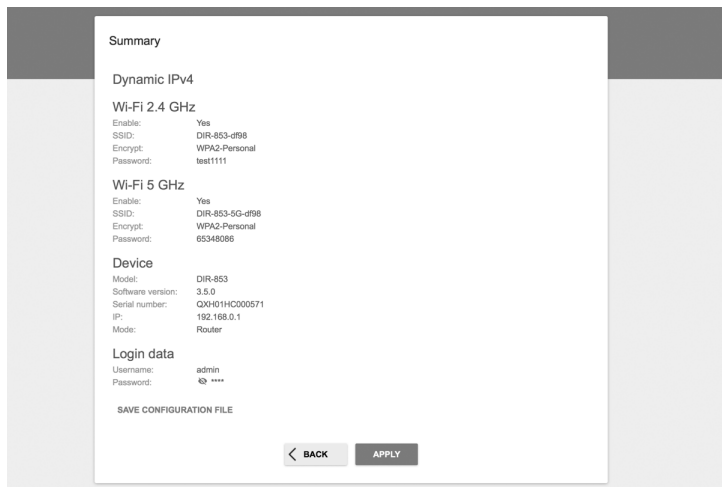 Summary
Dynamic IPv4
Wi-Fi 2.4 GHz
Enable: Yes
SSID: DIR-853-df98
Encrypt: WPA2-Personal
Password: test1111
Wi-Fi 5 GHz
Enable: Yes
SSID: DIR-853-5G-df98
Encrypt: WPA2-Personal
Password: 65348086
Device
Model: DIR-853
Software version: 3.5.0
Serial number: QXH01HC000571
IP: 192.168.0.1
Mode: Router
Login data
Username: admin
Password: ****
SAVE CONFIGURATION FILE
BACK APPLY